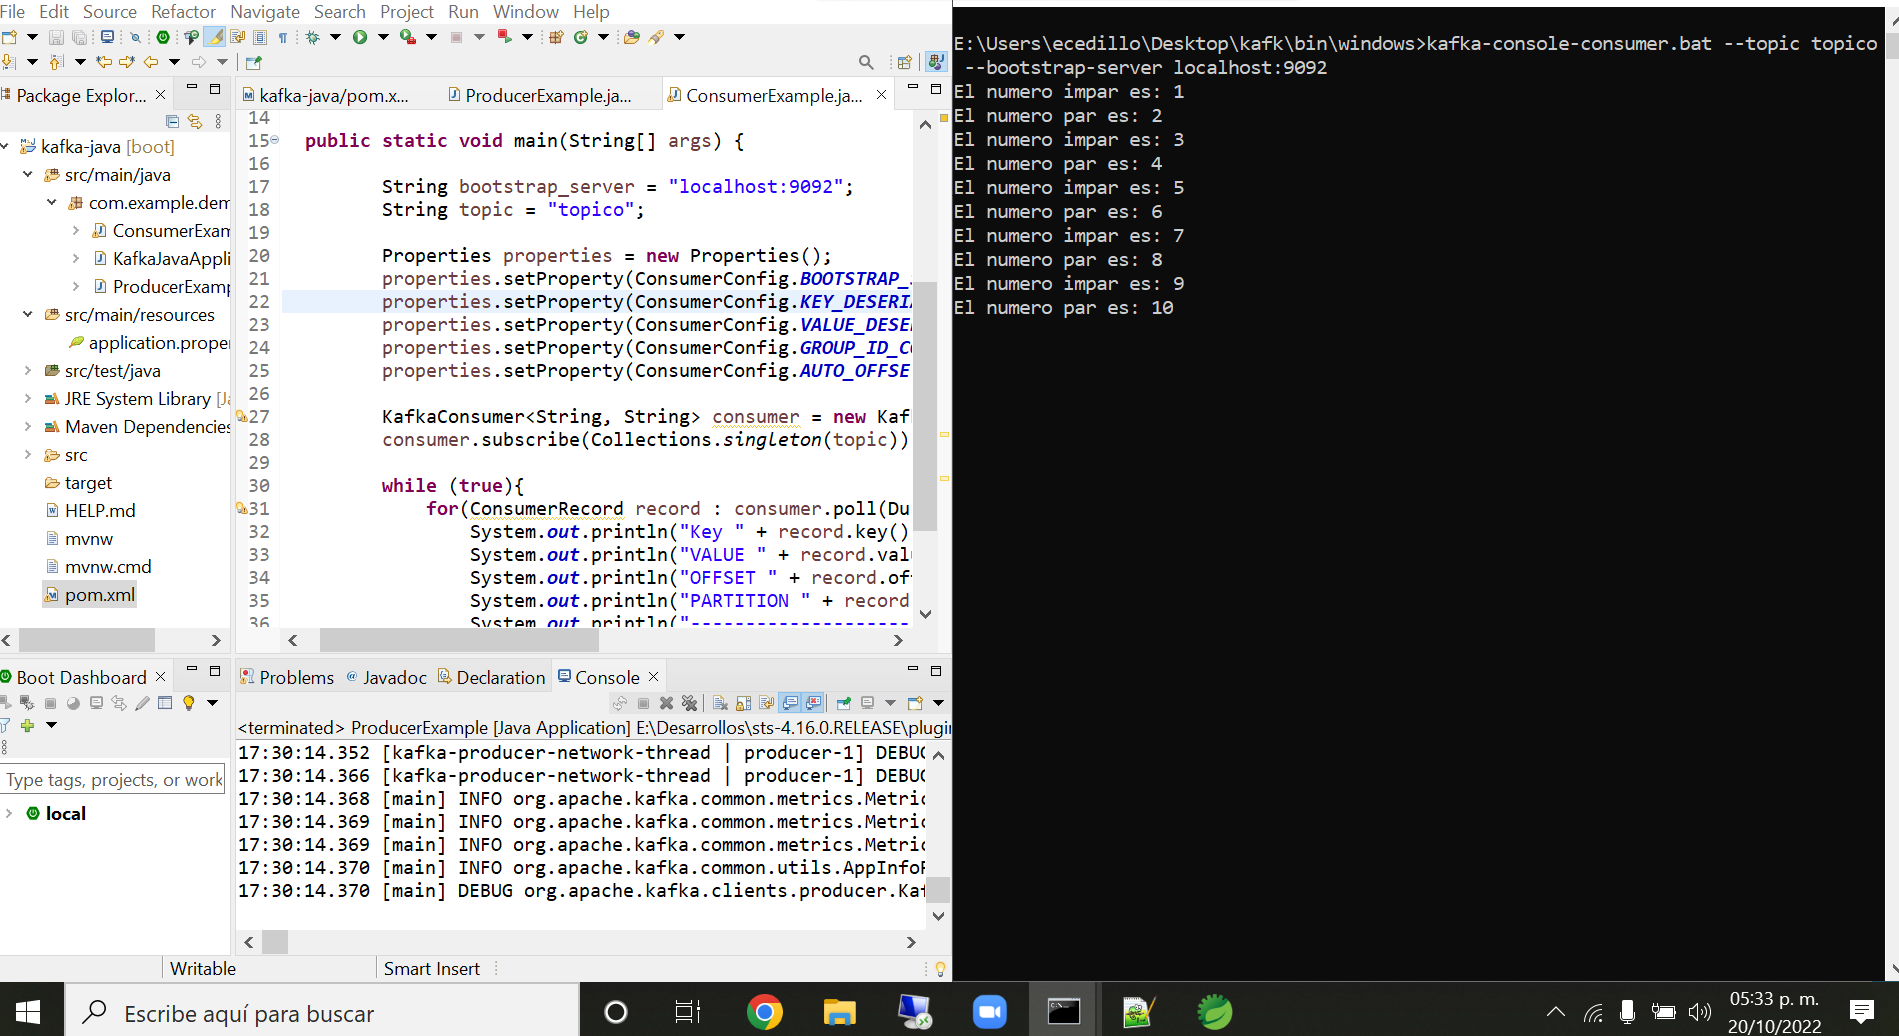 File Edit Source Refactor Navigate Search Project Run Window Help
Package Explor...
kafka-java [boot]
src/main/java
com.example.dem
ConsumerExam
KafkaJavaAppli
ProducerExamp
src/main/resources
application.prope
src/test/java
JRE System Library [Ja
Maven Dependencies
src
target
HELP.md
mvnw
mvnw.cmd
pom.xml
Boot Dashboard
Type tags, projects, or work
local
kafka-java/pom.x... ProducerExample.ja... ConsumerExample.ja...
14
15 public static void main(String[] args) {
16
17 String bootstrap_server = "localhost:9092";
18 String topic = "topico";
19
20 Properties properties = new Properties();
21 properties.setProperty(ConsumerConfig.BOOTSTRAP_
22 properties.setProperty(ConsumerConfig.KEY_DESERI
23 properties.setProperty(ConsumerConfig.VALUE_DESE
24 properties.setProperty(ConsumerConfig.GROUP_ID_C
25 properties.setProperty(ConsumerConfig.AUTO_OFFSE
26
27 KafkaConsumer<String, String> consumer = new Kaf
28 consumer.subscribe(Collections.singleton(topic))
29
30 while (true){
31 for(ConsumerRecord record : consumer.poll(Du
32 System.out.println("Key " + record.key()
33 System.out.println("VALUE " + record.val
34 System.out.println("OFFSET " + record.of
35 System.out.println("PARTITION " + record
36 System.out.println("--------------------
Problems @ Javadoc Declaration Console
<terminated> ProducerExample [Java Application] E:\Desarrollos\sts-4.16.0.RELEASE\plugin
17:30:14.352 [kafka-producer-network-thread | producer-1] DEBUG
17:30:14.366 [kafka-producer-network-thread | producer-1] DEBUG
17:30:14.368 [main] INFO org.apache.kafka.common.metrics.Metric
17:30:14.369 [main] INFO org.apache.kafka.common.metrics.Metric
17:30:14.369 [main] INFO org.apache.kafka.common.metrics.Metric
17:30:14.370 [main] INFO org.apache.kafka.common.utils.AppInfoP
17:30:14.370 [main] DEBUG org.apache.kafka.clients.producer.Kaf
Writable Smart Insert
E:\Users\ecedillo\Desktop\kafk\bin\windows>kafka-console-consumer.bat --topic topico
--bootstrap-server localhost:9092
El numero impar es: 1
El numero par es: 2
El numero impar es: 3
El numero par es: 4
El numero impar es: 5
El numero par es: 6
El numero impar es: 7
El numero par es: 8
El numero impar es: 9
El numero par es: 10
Escribe aquí para buscar
05:33 p. m.
20/10/2022